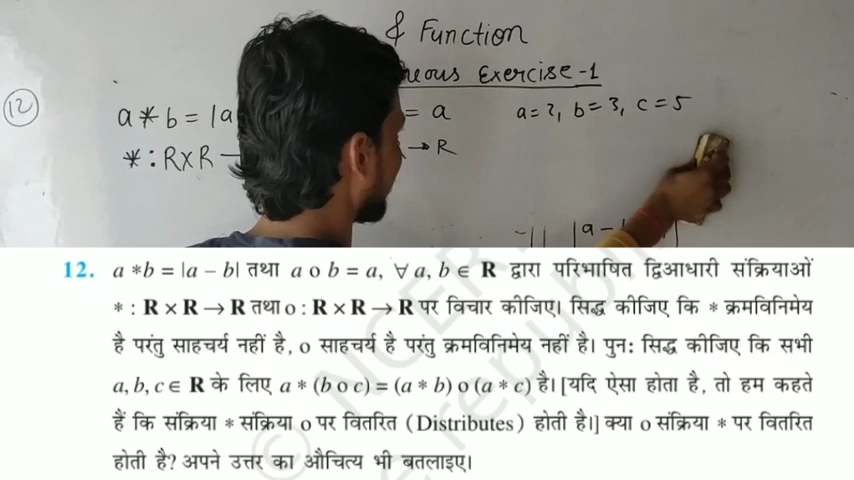 & Function
eous Exercise-1
12
a * b = |a = a a=2, b=3, c=5
* : R×R → → R
|a-
12. a * b = |a – b| तथा a o b = a, ∀ a, b ∈ R द्वारा परिभाषित द्विआधारी संक्रियाओं
* : R × R → R तथा o : R × R → R पर विचार कीजिए। सिद्ध कीजिए कि * क्रमविनिमेय
है परंतु साहचर्य नहीं है, o साहचर्य है परंतु क्रमविनिमेय नहीं है। पुन: सिद्ध कीजिए कि सभी
a, b, c ∈ R के लिए a * (b o c) = (a * b) o (a * c) है। [यदि ऐसा होता है, तो हम कहते
हैं कि संक्रिया * संक्रिया o पर वितरित (Distributes) होती है।] क्या o संक्रिया * पर वितरित
होती है? अपने उत्तर का औचित्य भी बतलाइए।